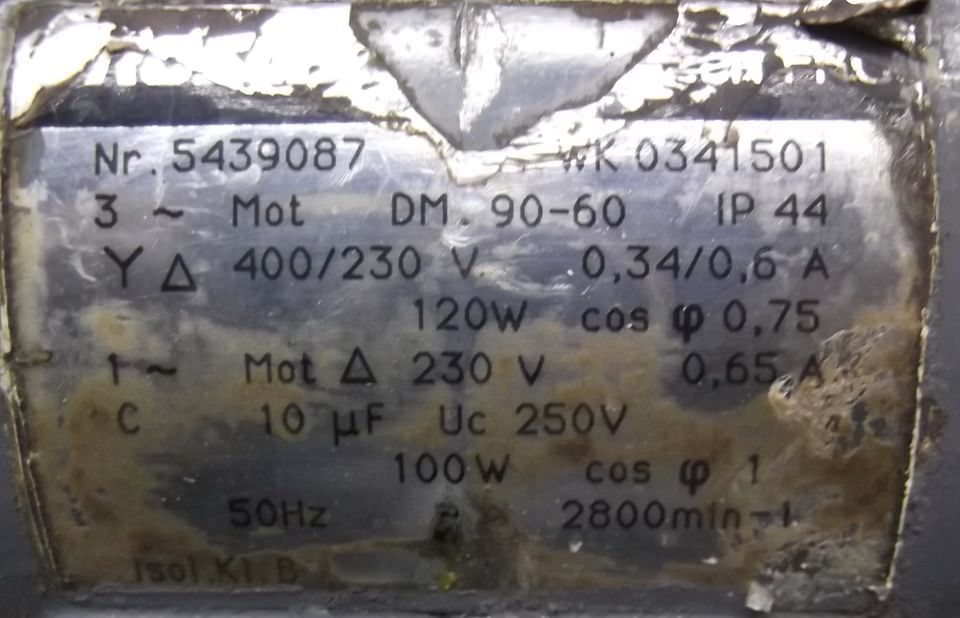 Nr. 5439087 WK 0341501
3 ~ Mot DM. 90-60 IP 44
Y Δ 400/230 V 0,34/0,6 A
120W cos φ 0,75
1 ~ Mot Δ 230 V 0,65 A
C 10 µF Uc 250V
100W cos φ 1
50Hz 2800min-1
Isol.Kl.B